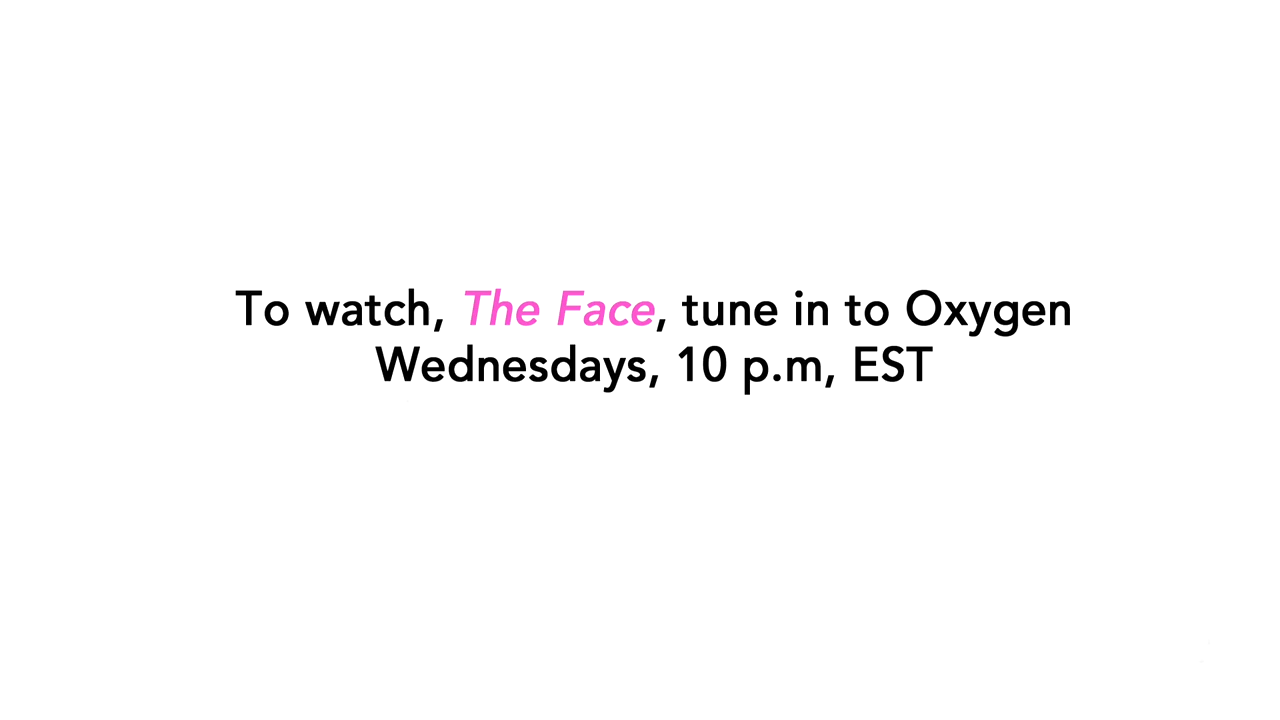 To watch, The Face, tune in to Oxygen
Wednesdays, 10 p.m, EST